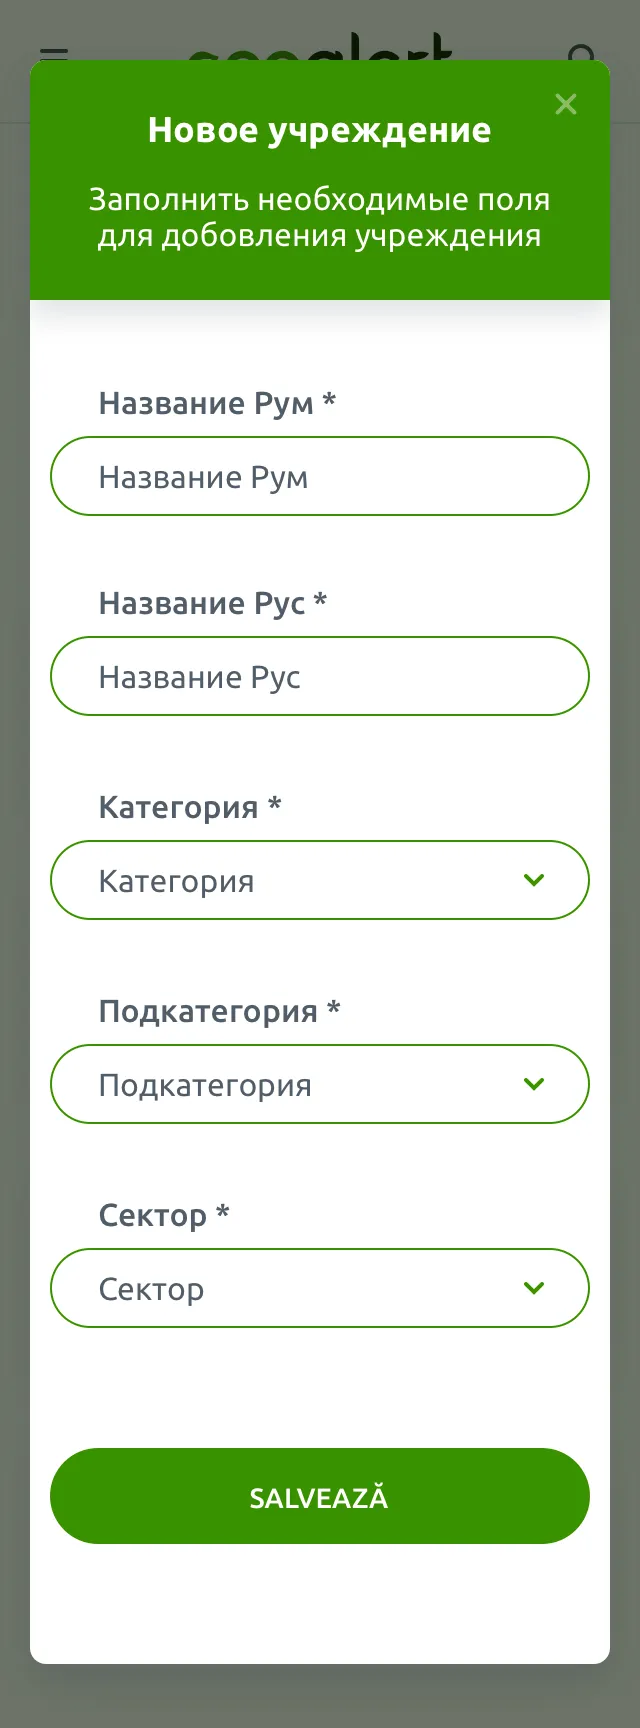 Новое учреждение
Заполнить необходимые поля
для добовления учреждения
Название Рум *
Название Рум
Название Рус *
Название Рус
Категория *
Категория
Подкатегория *
Подкатегория
Сектор *
Сектор
SALVEAZĂ